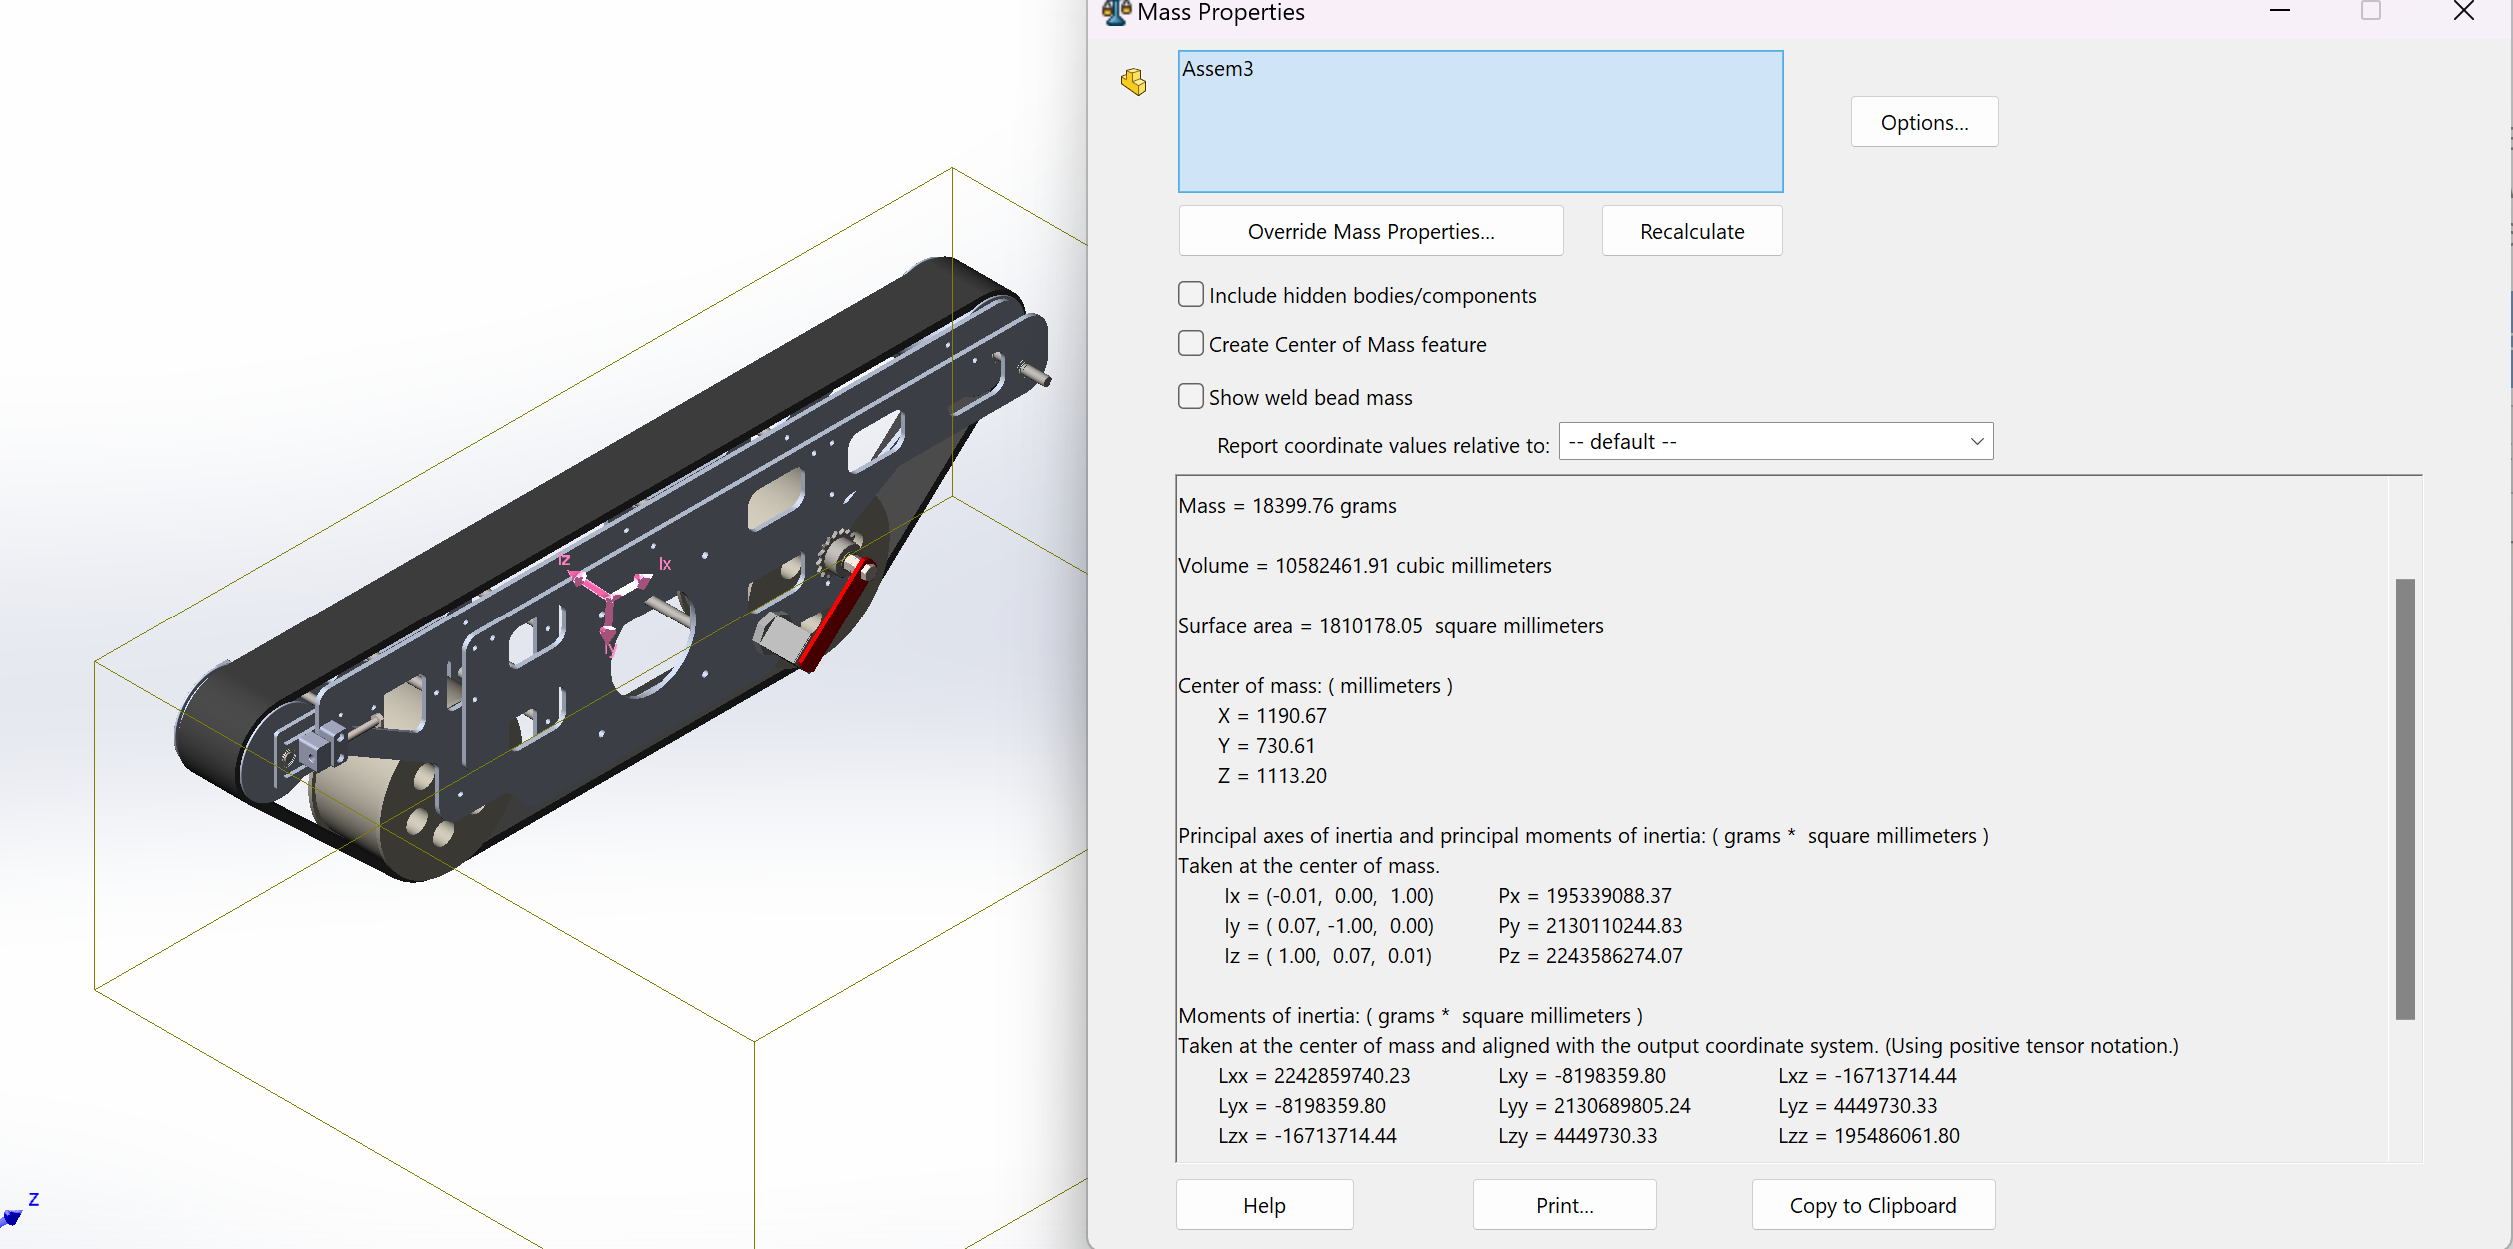 Mass Properties
Assem3
Options...
Override Mass Properties...
Recalculate
Include hidden bodies/components
Create Center of Mass feature
Show weld bead mass
Report coordinate values relative to:
-- default --
Mass = 18399.76 grams
Volume = 10582461.91 cubic millimeters
Surface area = 1810178.05 square millimeters
Center of mass: ( millimeters )
X = 1190.67
Y = 730.61
Z = 1113.20
Principal axes of inertia and principal moments of inertia: ( grams * square millimeters )
Taken at the center of mass.
Ix = (-0.01, 0.00, 1.00) Px = 195339088.37
Iy = ( 0.07, -1.00, 0.00) Py = 2130110244.83
Iz = ( 1.00, 0.07, 0.01) Pz = 2243586274.07
Moments of inertia: ( grams * square millimeters )
Taken at the center of mass and aligned with the output coordinate system. (Using positive tensor notation.)
Lxx = 2242859740.23 Lxy = -8198359.80 Lxz = -16713714.44
Lyx = -8198359.80 Lyy = 2130689805.24 Lyz = 4449730.33
Lzx = -16713714.44 Lzy = 4449730.33 Lzz = 195486061.80
Help
Print...
Copy to Clipboard
Iz
Ix
Iy
Z